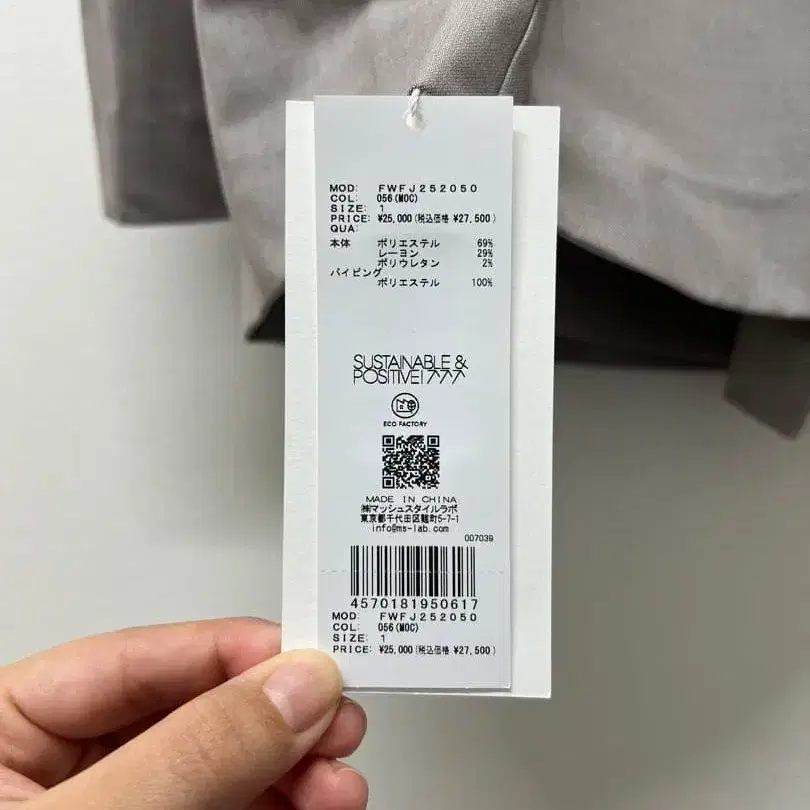 MOD: FWFJ252050
COL: 056(MOC)
SIZE: 1
PRICE: ¥25,000(税込価格 ¥27,500)
QUA:
本体 ポリエステル 69%
レーヨン 29%
ポリウレタン 2%
パイピング
ポリエステル 100%
SUSTAINABLE &
POSITIVE!777
ECO FACTORY
MADE IN CHINA
㈱マッシュスタイルラボ
東京都千代田区麹町5-7-1
info@ms-lab.com
007039
4570181950617
MOD: FWFJ252050
COL: 056(MOC)
SIZE: 1
PRICE: ¥25,000(税込価格 ¥27,500)